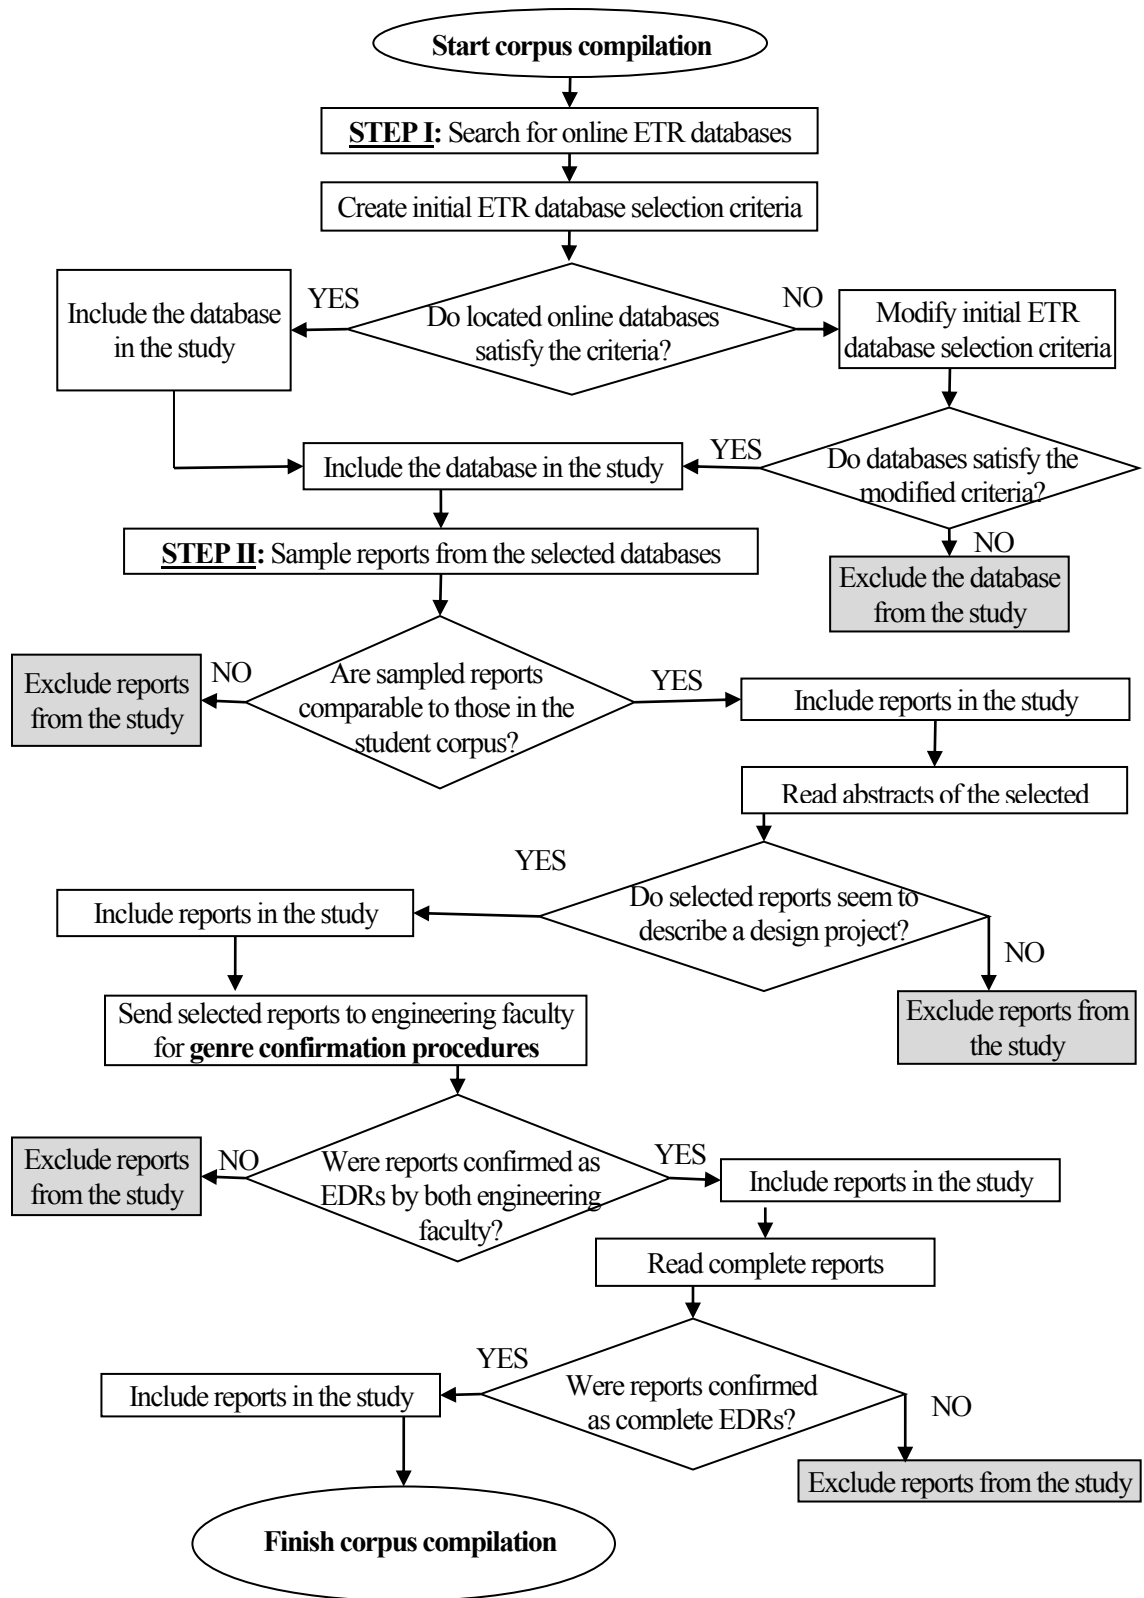 Start corpus compilation
STEP I: Search for online ETR databases
Create initial ETR database selection criteria
YES
NO
Include the database
in the study
Do located online databases
satisfy the criteria?
Modify initial ETR
database selection criteria
YES
Include the database in the study
Do databases satisfy the
modified criteria?
STEP II: Sample reports from the selected databases
NO
Exclude the database
from the study
NO
Exclude reports
from the study
Are sampled reports
comparable to those in the
student corpus?
YES
Include reports in the study
Read abstracts of the selected
YES
Include reports in the study
Do selected reports seem to
describe a design project?
NO
Exclude reports from
the study
Send selected reports to engineering faculty
for genre confirmation procedures
Exclude reports
from the study
NO
Were reports confirmed as
EDRs by both engineering
faculty?
YES
Include reports in the study
Read complete reports
YES
Include reports in the study
Were reports confirmed
as complete EDRs?
NO
Exclude reports from the study
Finish corpus compilation